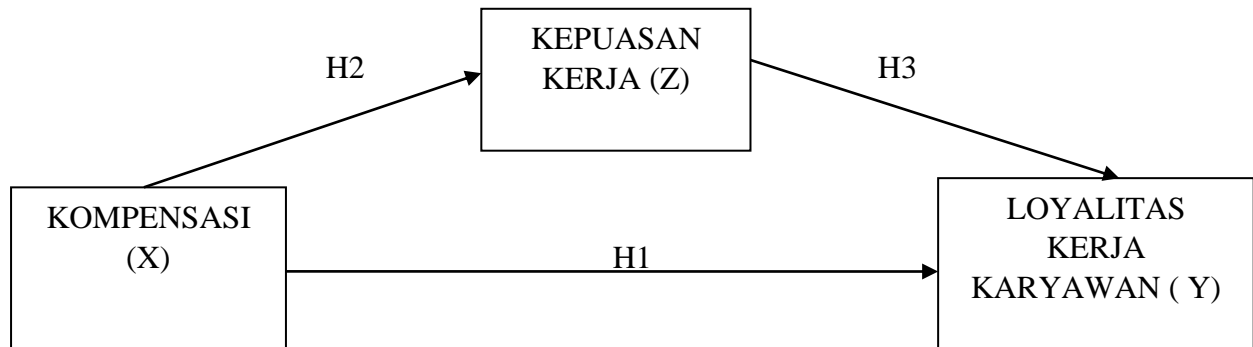 KEPUASAN
KERJA (Z)
H2
H3
KOMPENSASI
(X)
H1
LOYALITAS
KERJA
KARYAWAN ( Y)